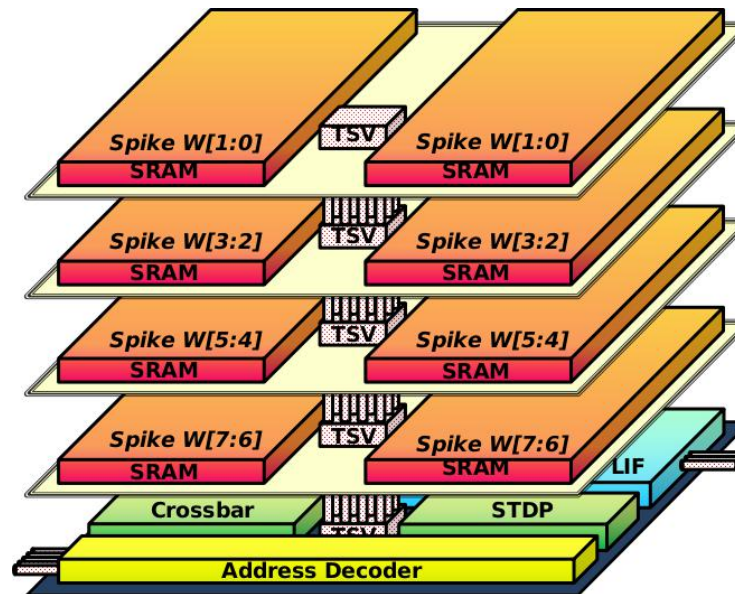 Spike W[1:0]
TSV
Spike W[1:0]
SRAM
SRAM
Spike W[3:2]
TSV
Spike W[3:2]
SRAM
SRAM
Spike W[5:4]
TSV
Spike W[5:4]
SRAM
SRAM
Spike W[7:6]
TSV
Spike W[7:6]
SRAM
SRAM
LIF
Crossbar
STDP
TSV
Address Decoder